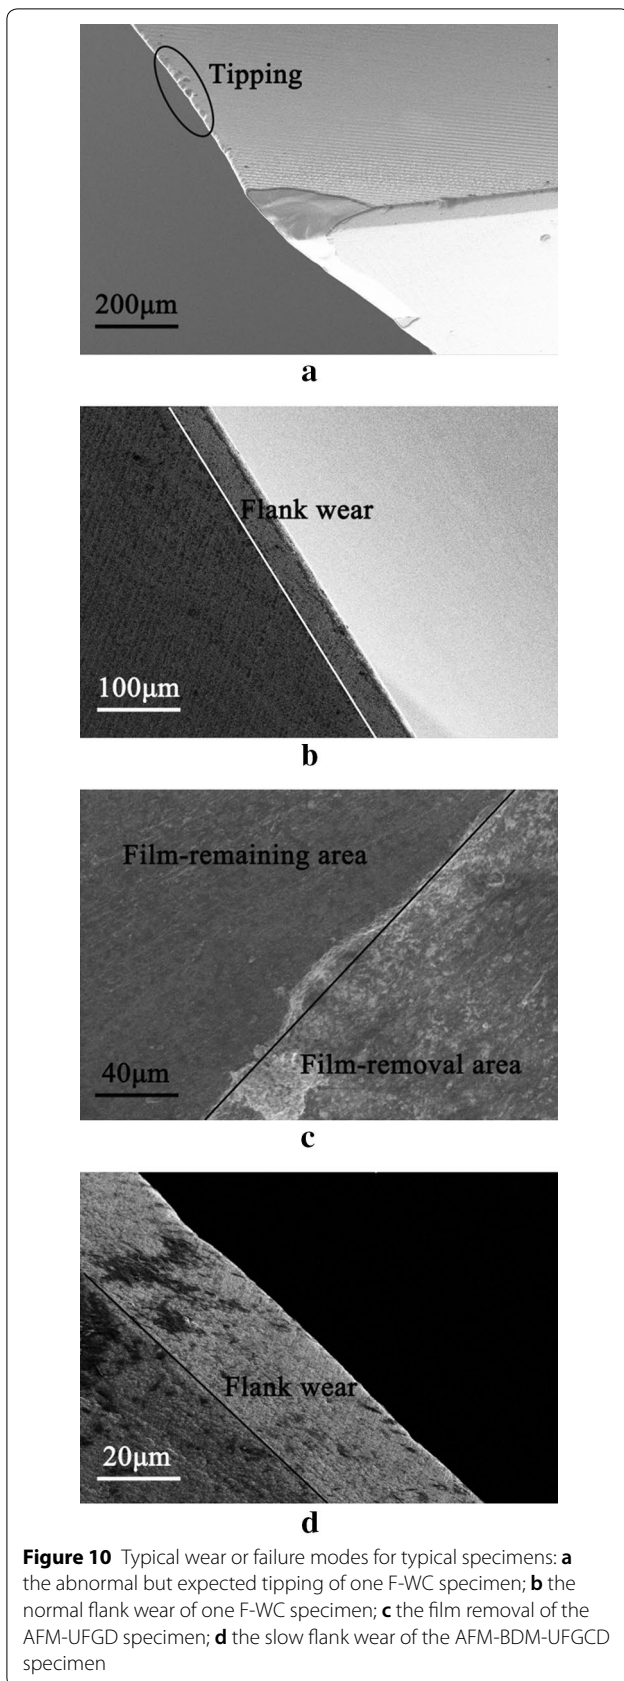 Tipping
200μm
a
Flank wear
100μm
b
Film-remaining area
40μm
Film-removal area
c
Flank wear
20μm
d
Figure 10 Typical wear or failure modes for typical specimens: a
the abnormal but expected tipping of one F-WC specimen; b the
normal flank wear of one F-WC specimen; c the film removal of the
AFM-UFGD specimen; d the slow flank wear of the AFM-BDM-UFGCD
specimen